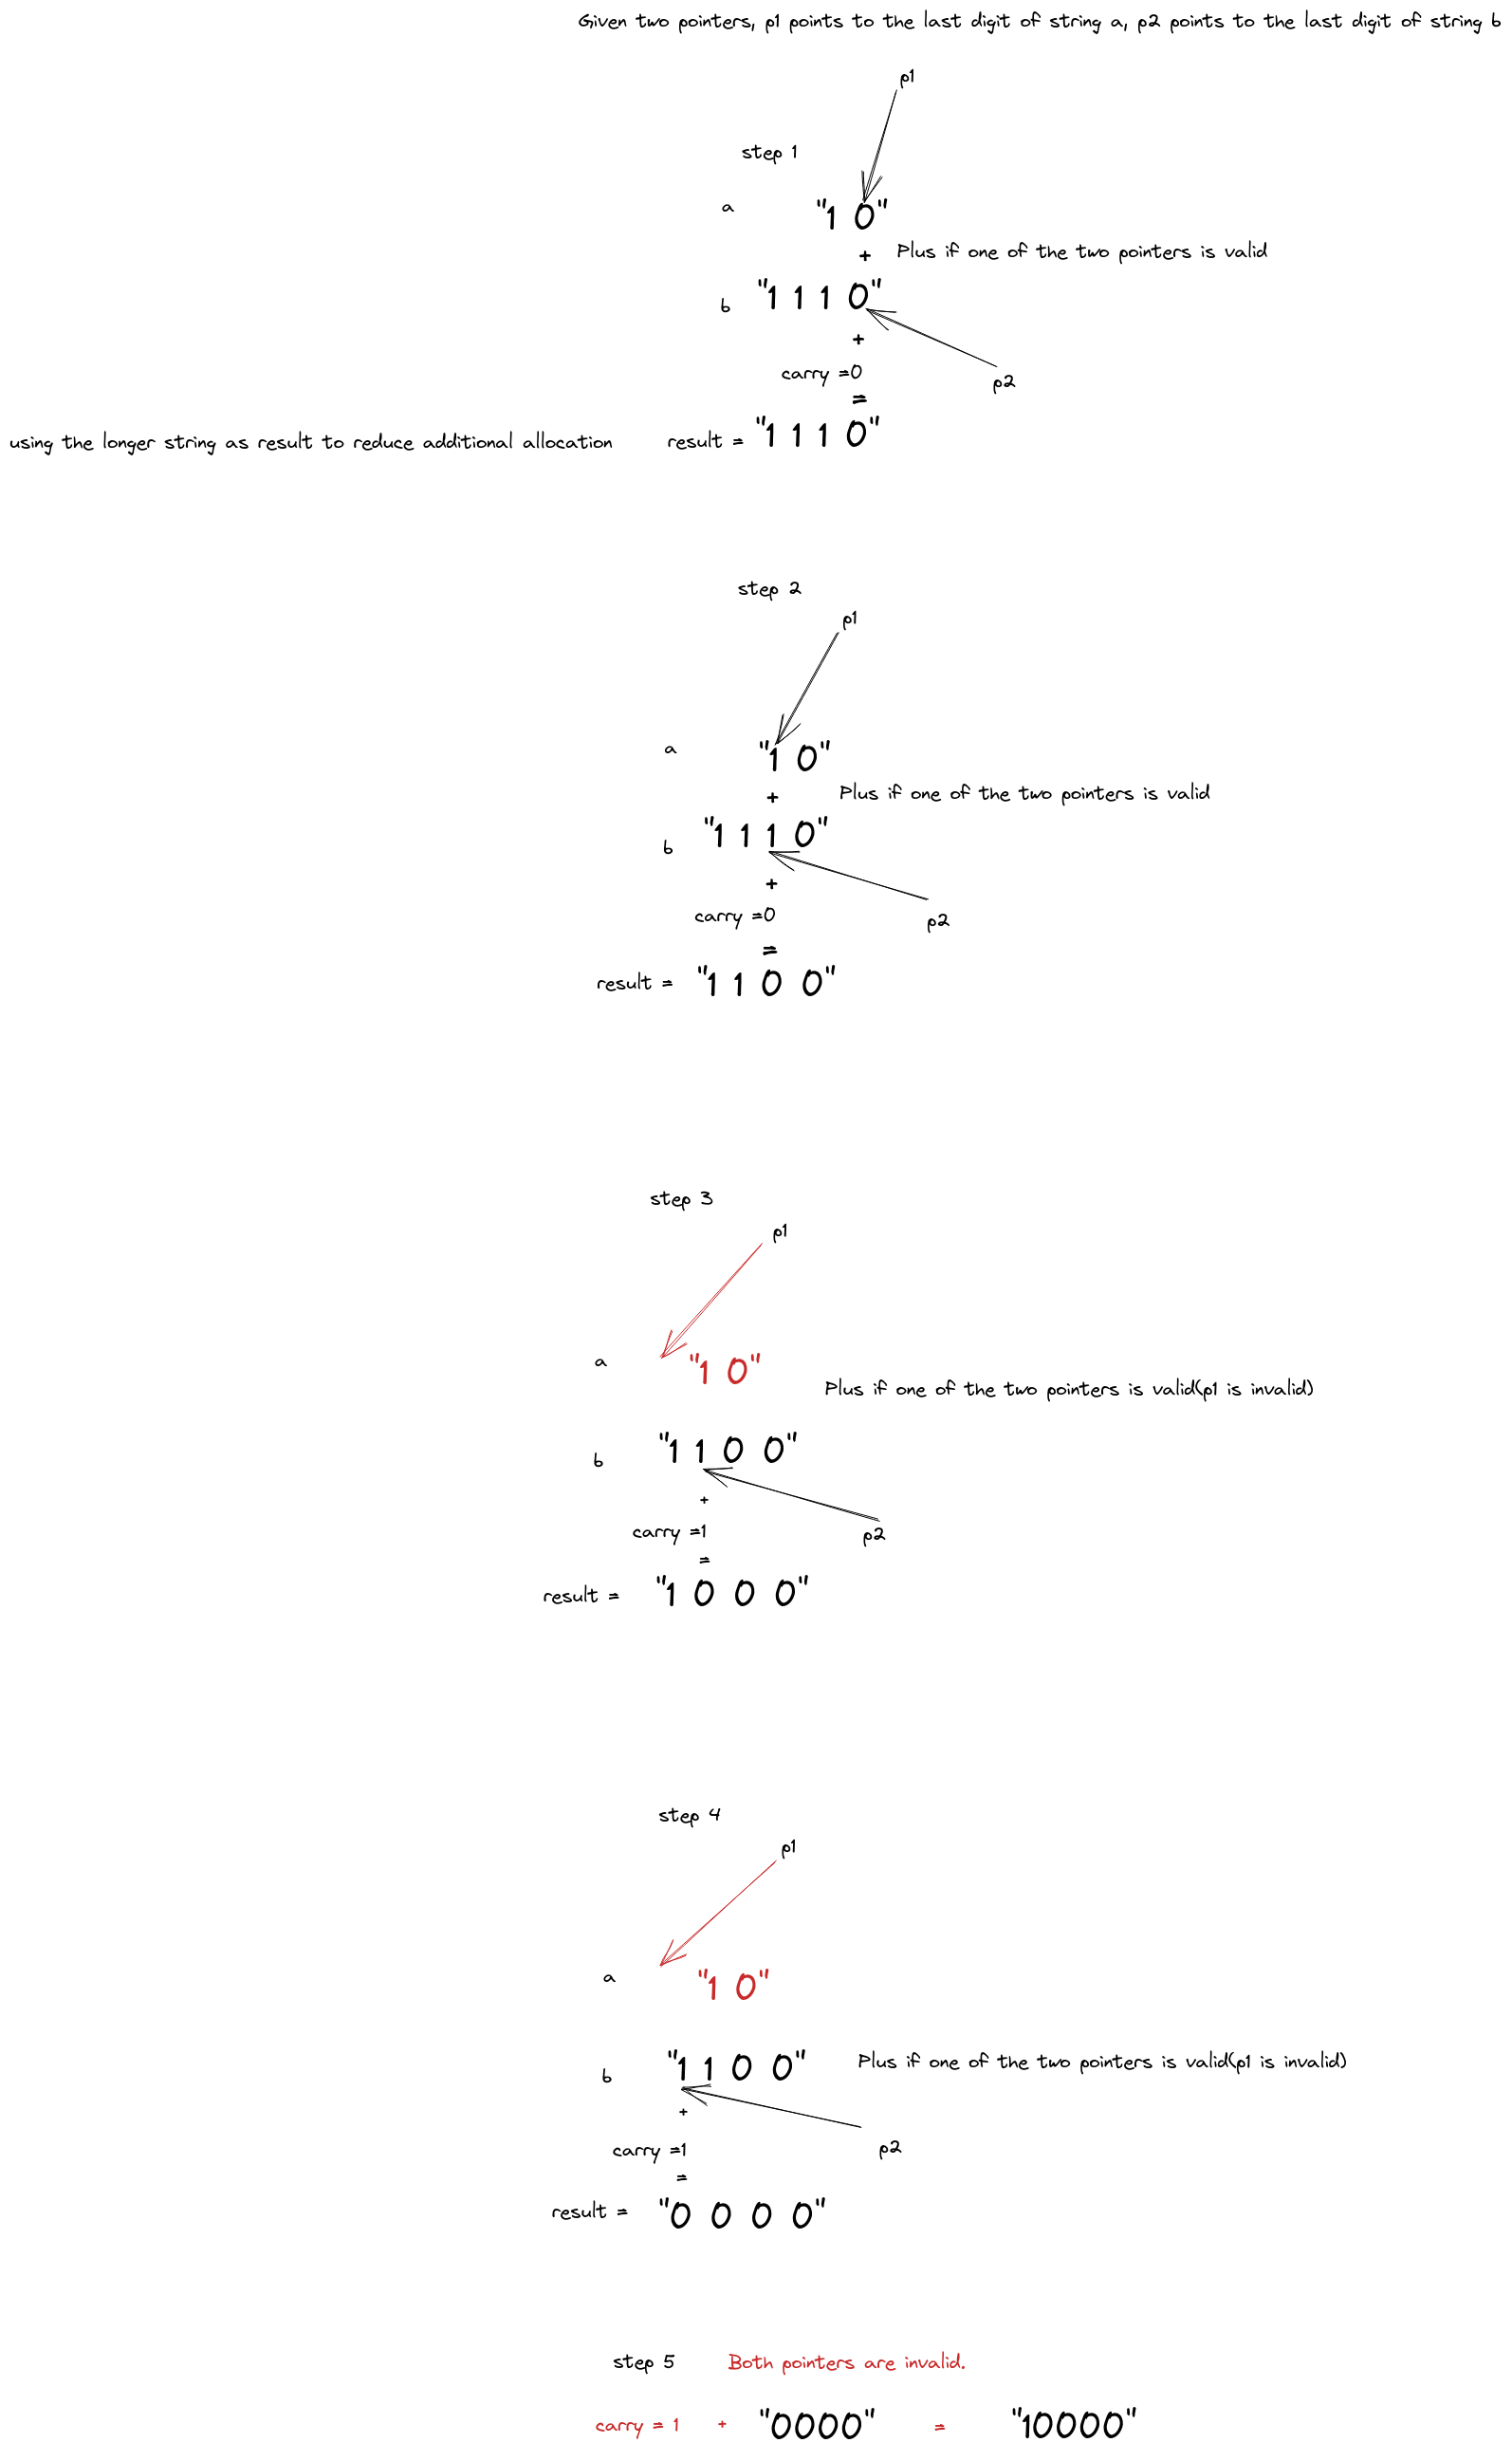 Given two pointers, p1 points to the last digit of string a, p2 points to the last digit of string b
p1
step 1
a "1 0"
+ Plus if one of the two pointers is valid
b "1 1 1 0"
+
carry =0
p2
=
using the longer string as result to reduce additional allocation result = "1 1 1 0"
step 2
p1
a "1 0"
+ Plus if one of the two pointers is valid
b "1 1 1 0"
+
carry =0
p2
=
result = "1 1 0 0"
step 3
p1
a "1 0"
Plus if one of the two pointers is valid(p1 is invalid)
b "1 1 0 0"
+
carry =1
p2
=
result = "1 0 0 0"
step 4
p1
a "1 0"
b "1 1 0 0" Plus if one of the two pointers is valid(p1 is invalid)
+
carry =1
p2
=
result = "0 0 0 0"
step 5 Both pointers are invalid.
carry = 1 + "0000" = "10000"